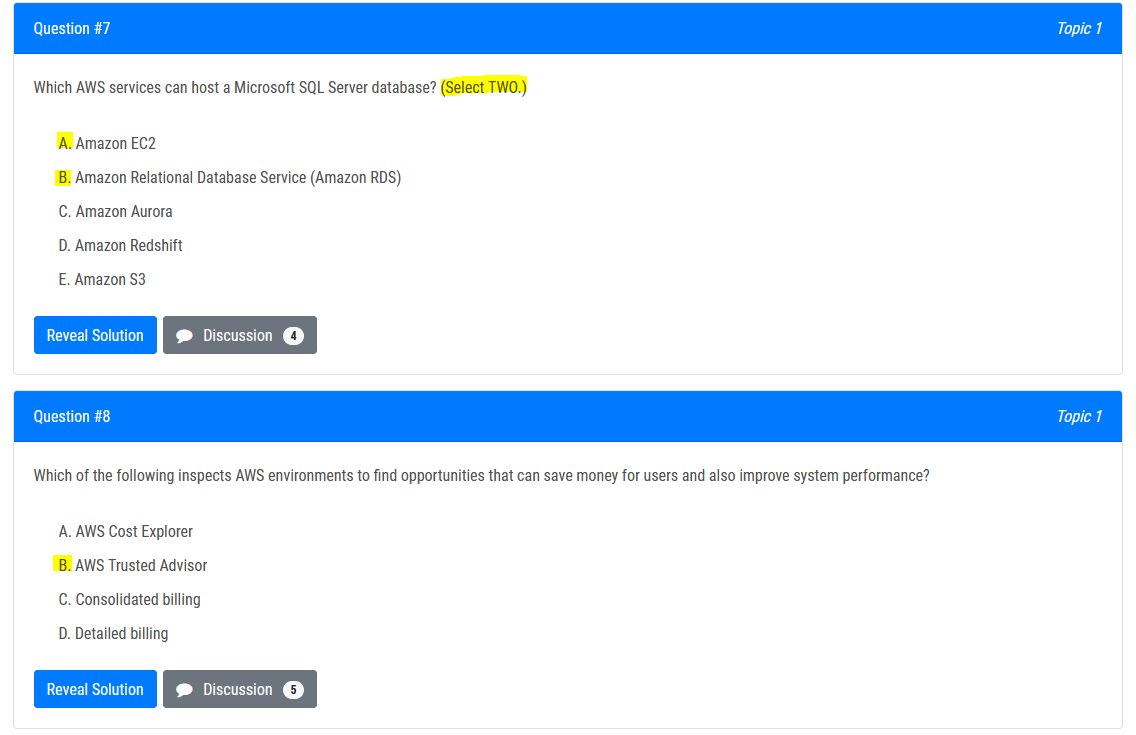 Question #7
Topic 1
Which AWS services can host a Microsoft SQL Server database? (Select TWO.)
A. Amazon EC2
B. Amazon Relational Database Service (Amazon RDS)
C. Amazon Aurora
D. Amazon Redshift
E. Amazon S3
Reveal Solution
Discussion 4
Question #8
Topic 1
Which of the following inspects AWS environments to find opportunities that can save money for users and also improve system performance?
A. AWS Cost Explorer
B. AWS Trusted Advisor
C. Consolidated billing
D. Detailed billing
Reveal Solution
Discussion 5